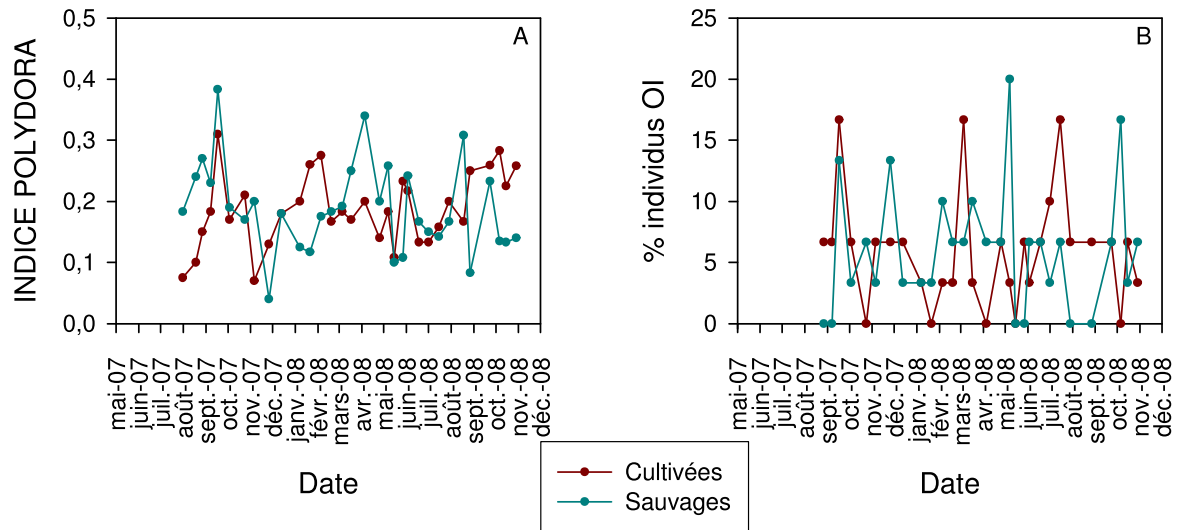 A
INDICE POLYDORA
0,5
0,4
0,3
0,2
0,1
0,0
mai-07
juin-07
juil.-07
août-07
sept.-07
oct.-07
nov.-07
déc.-07
janv.-08
févr.-08
mars-08
avr.-08
mai-08
juin-08
juil.-08
août-08
sept.-08
oct.-08
nov.-08
déc.-08
Date
B
% individus OI
25
20
15
10
5
0
mai-07
juin-07
juil.-07
août-07
sept.-07
oct.-07
nov.-07
déc.-07
janv.-08
févr.-08
mars-08
avr.-08
mai-08
juin-08
juil.-08
août-08
sept.-08
oct.-08
nov.-08
déc.-08
Date
Cultivées
Sauvages